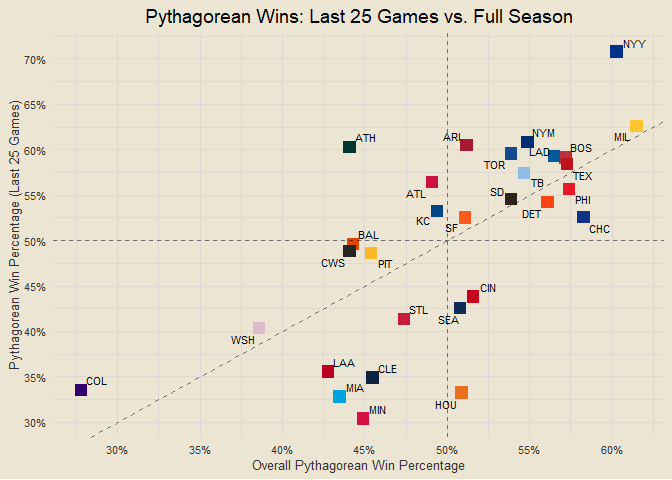 Pythagorean Wins: Last 25 Games vs. Full Season
NYY
70%
65%
MIL
NYM
ATH
ARI
BOS
60%
LAD
TOR
TEX
TB
SD
PHI
ATL
55%
DET
KC
SF
CHC
BAL
50%
CWS
PIT
CIN
45%
STL
SEA
WSH
40%
LAA
CLE
COL
MIA
35%
HOU
MIN
30%
Pythagorean Win Percentage (Last 25 Games)
30%
35%
40%
45%
50%
55%
60%
Overall Pythagorean Win Percentage